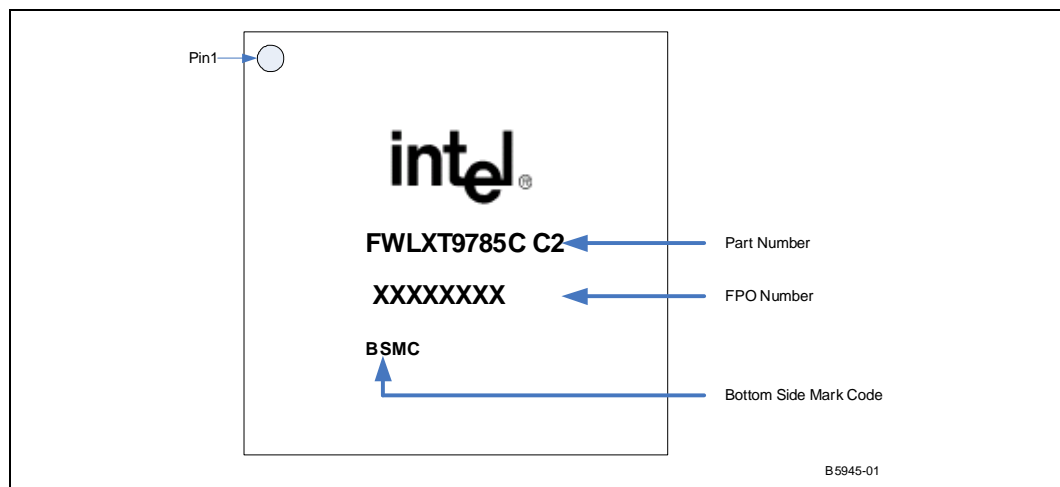 Pin1
intel®
FWLXT9785C C2
Part Number
XXXXXXXX
FPO Number
BSMC
Bottom Side Mark Code
B5945-01